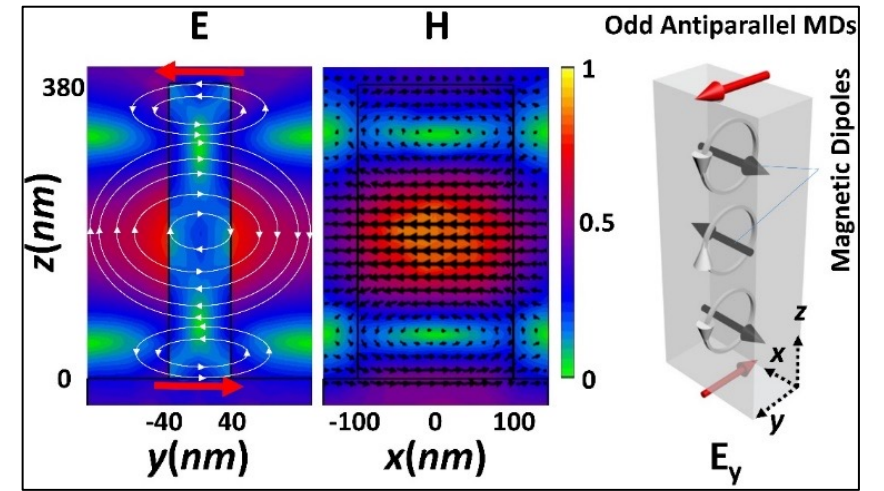 E
H
Odd Antiparallel MDs
380
z(nm)
0
-40
40
y(nm)
-100
0
100
x(nm)
1
0.5
0
Magnetic Dipoles
z
x
y
Ey